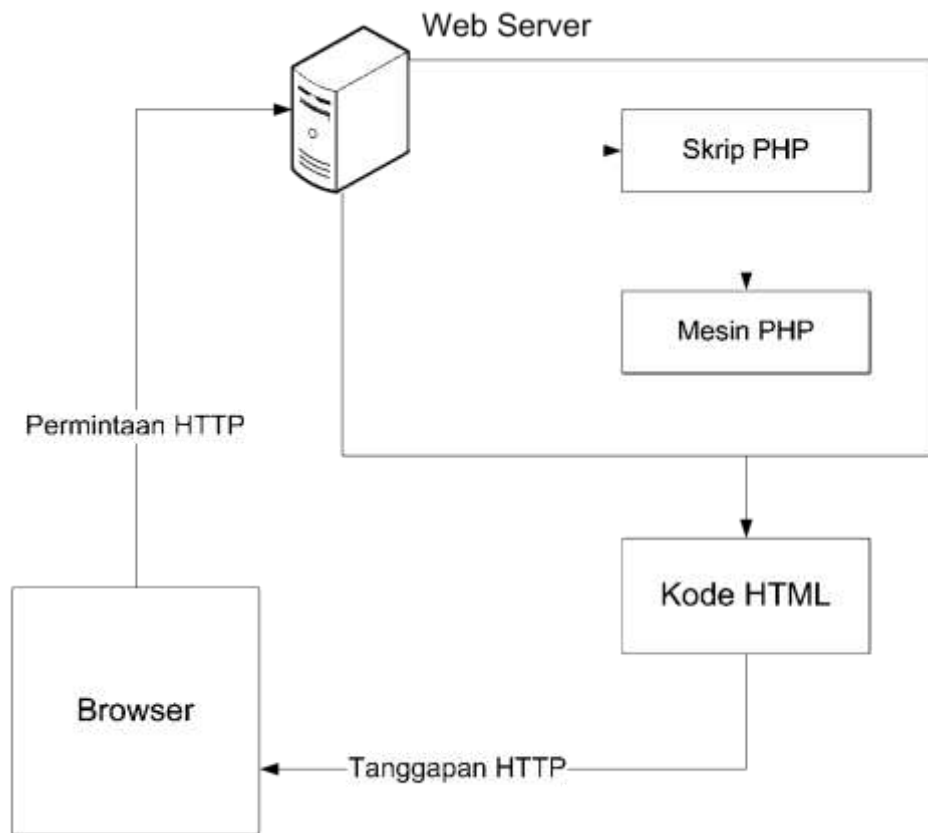 Web Server
Skrip PHP
Mesin PHP
Permintaan HTTP
Kode HTML
Browser
Tanggapan HTTP